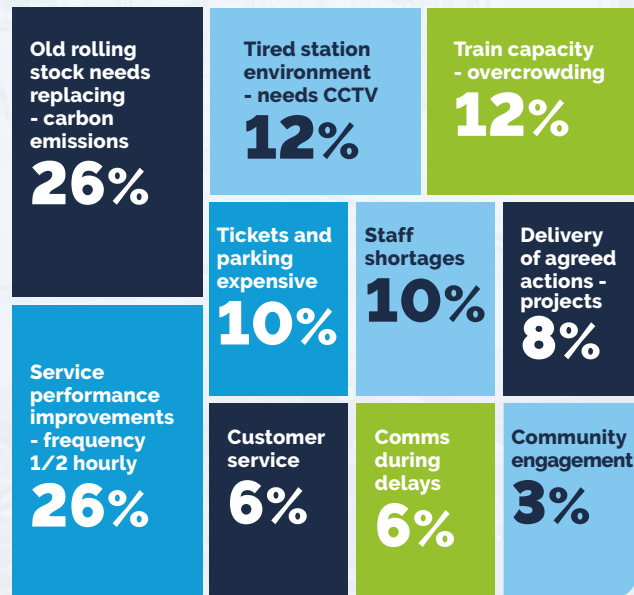 Old rolling
stock needs
replacing
- carbon
emissions
26%
Tired station
environment
- needs CCTV
12%
Train capacity
- overcrowding
12%
Tickets and
parking
expensive
10%
Staff
shortages
10%
Delivery
of agreed
actions -
projects
8%
Service
performance
improvements
- frequency
1/2 hourly
26%
Customer
service
6%
Comms
during
delays
6%
Community
engagement
3%